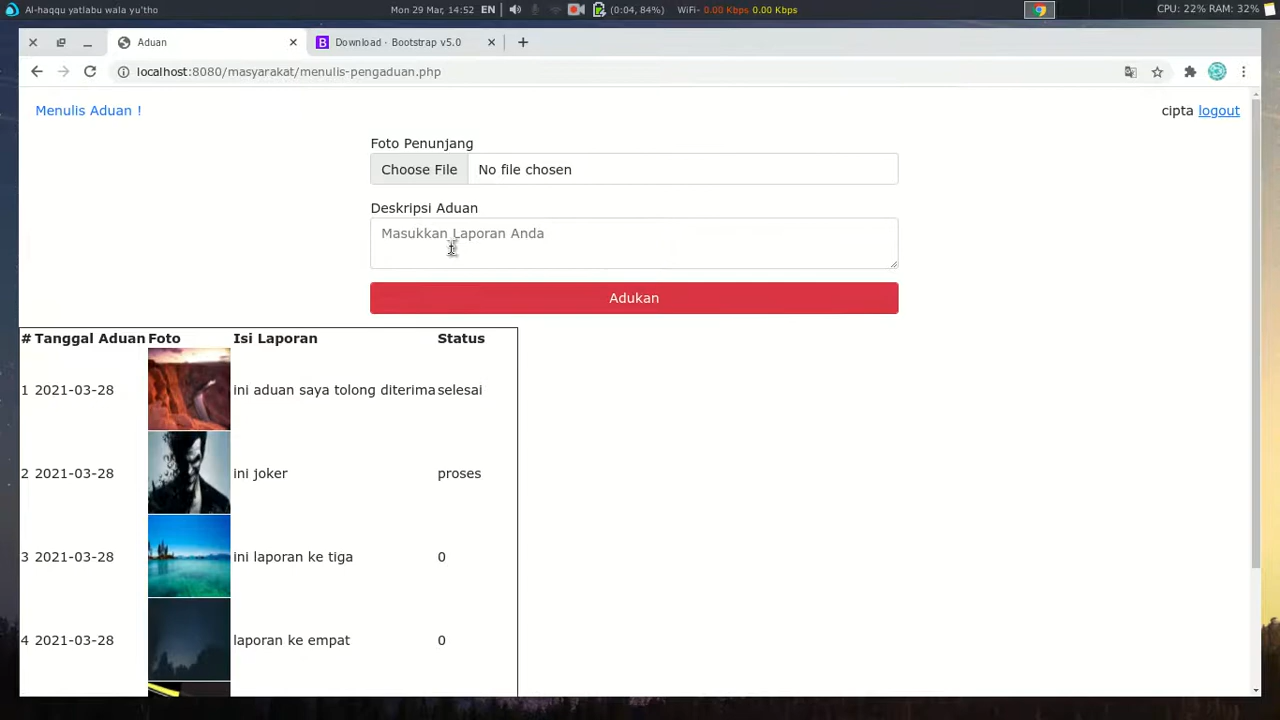 Al-haqqu yatlabu wala yu'tho
Mon 29 Mar, 14:52 EN (0:04, 84%) WiFi- 0.00 Kbps 0.00 Kbps
CPU: 22% RAM: 32%
Aduan
Download · Bootstrap v5.0
localhost:8080/masyarakat/menulis-pengaduan.php
Menulis Aduan !
cipta logout
Foto Penunjang
Choose File No file chosen
Deskripsi Aduan
Masukkan Laporan Anda
Adukan
# Tanggal Aduan Foto Isi Laporan Status
1 2021-03-28 ini aduan saya tolong diterima selesai
2 2021-03-28 ini joker proses
3 2021-03-28 ini laporan ke tiga 0
4 2021-03-28 laporan ke empat 0